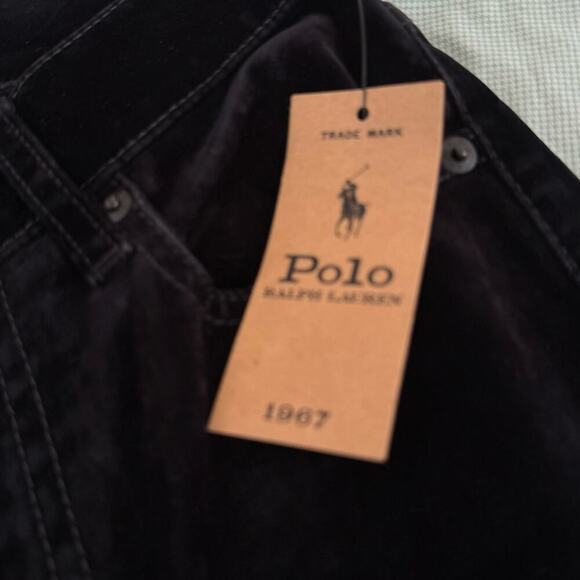 TRADE MARK
Polo
RALPH LAUREN
1967